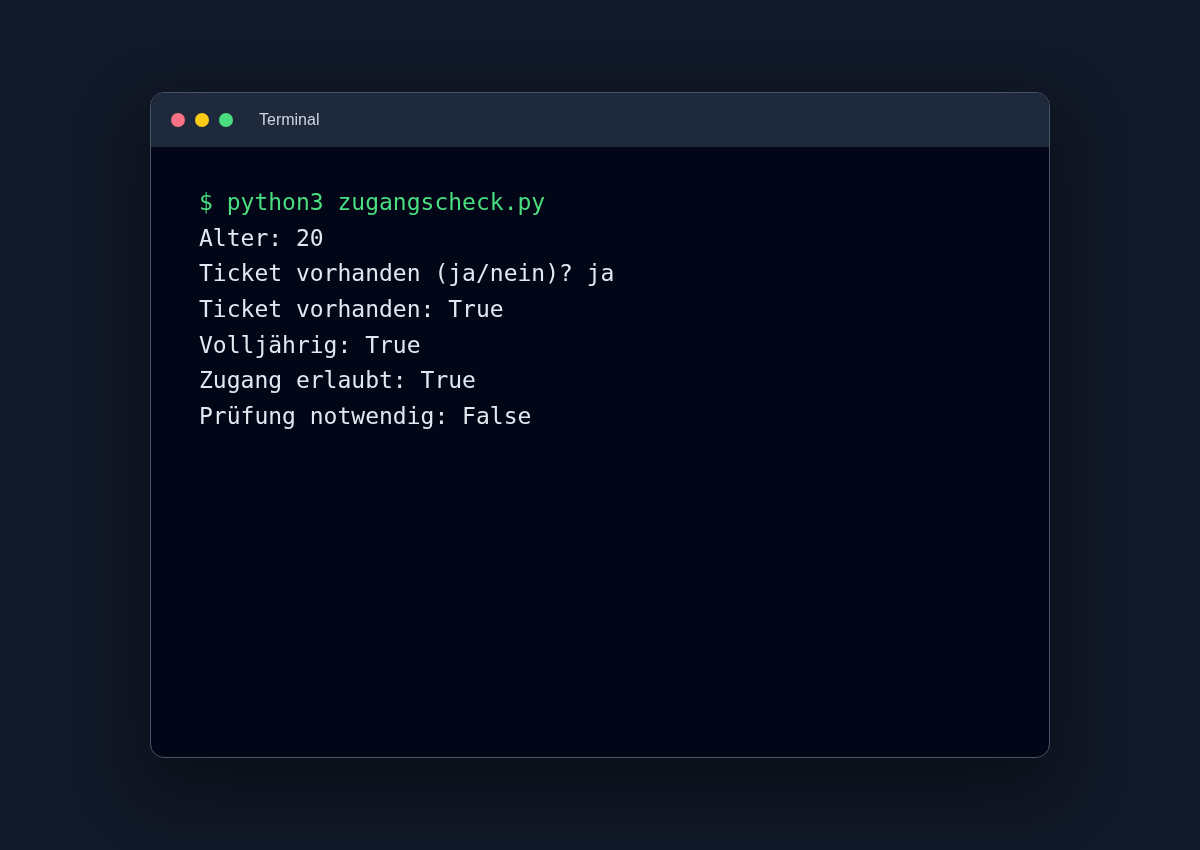 Terminal
$ python3 zugangscheck.py
Alter: 20
Ticket vorhanden (ja/nein)? ja
Ticket vorhanden: True
Volljährig: True
Zugang erlaubt: True
Prüfung notwendig: False